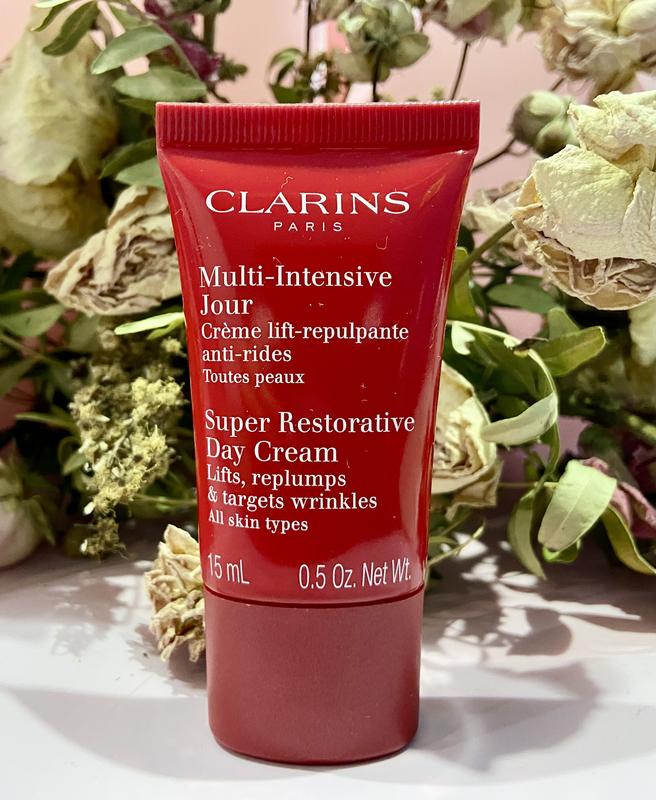 CLARINS
PARIS
Multi-Intensive
Jour
Crème lift-repulpante
anti-rides
Toutes peaux
Super Restorative
Day Cream
Lifts, replumps
& targets wrinkles
All skin types
15 mL 0.5 Oz. Net Wt.